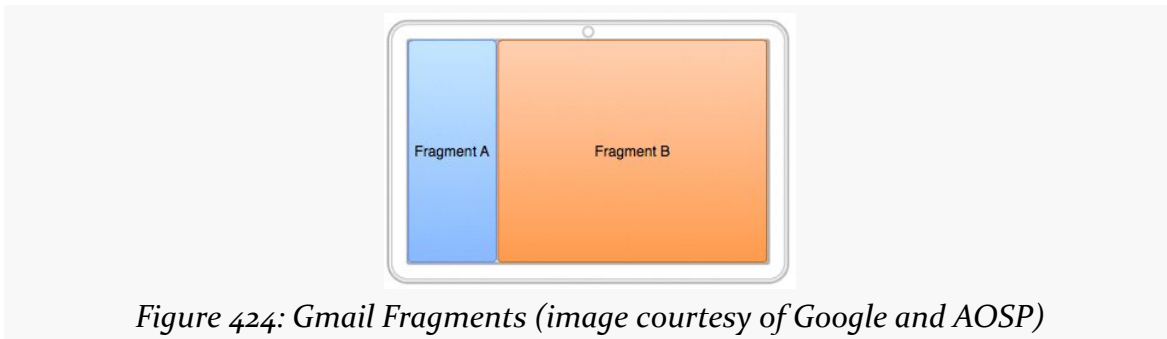 Fragment A
Fragment B
Figure 424: Gmail Fragments (image courtesy of Google and AOSP)